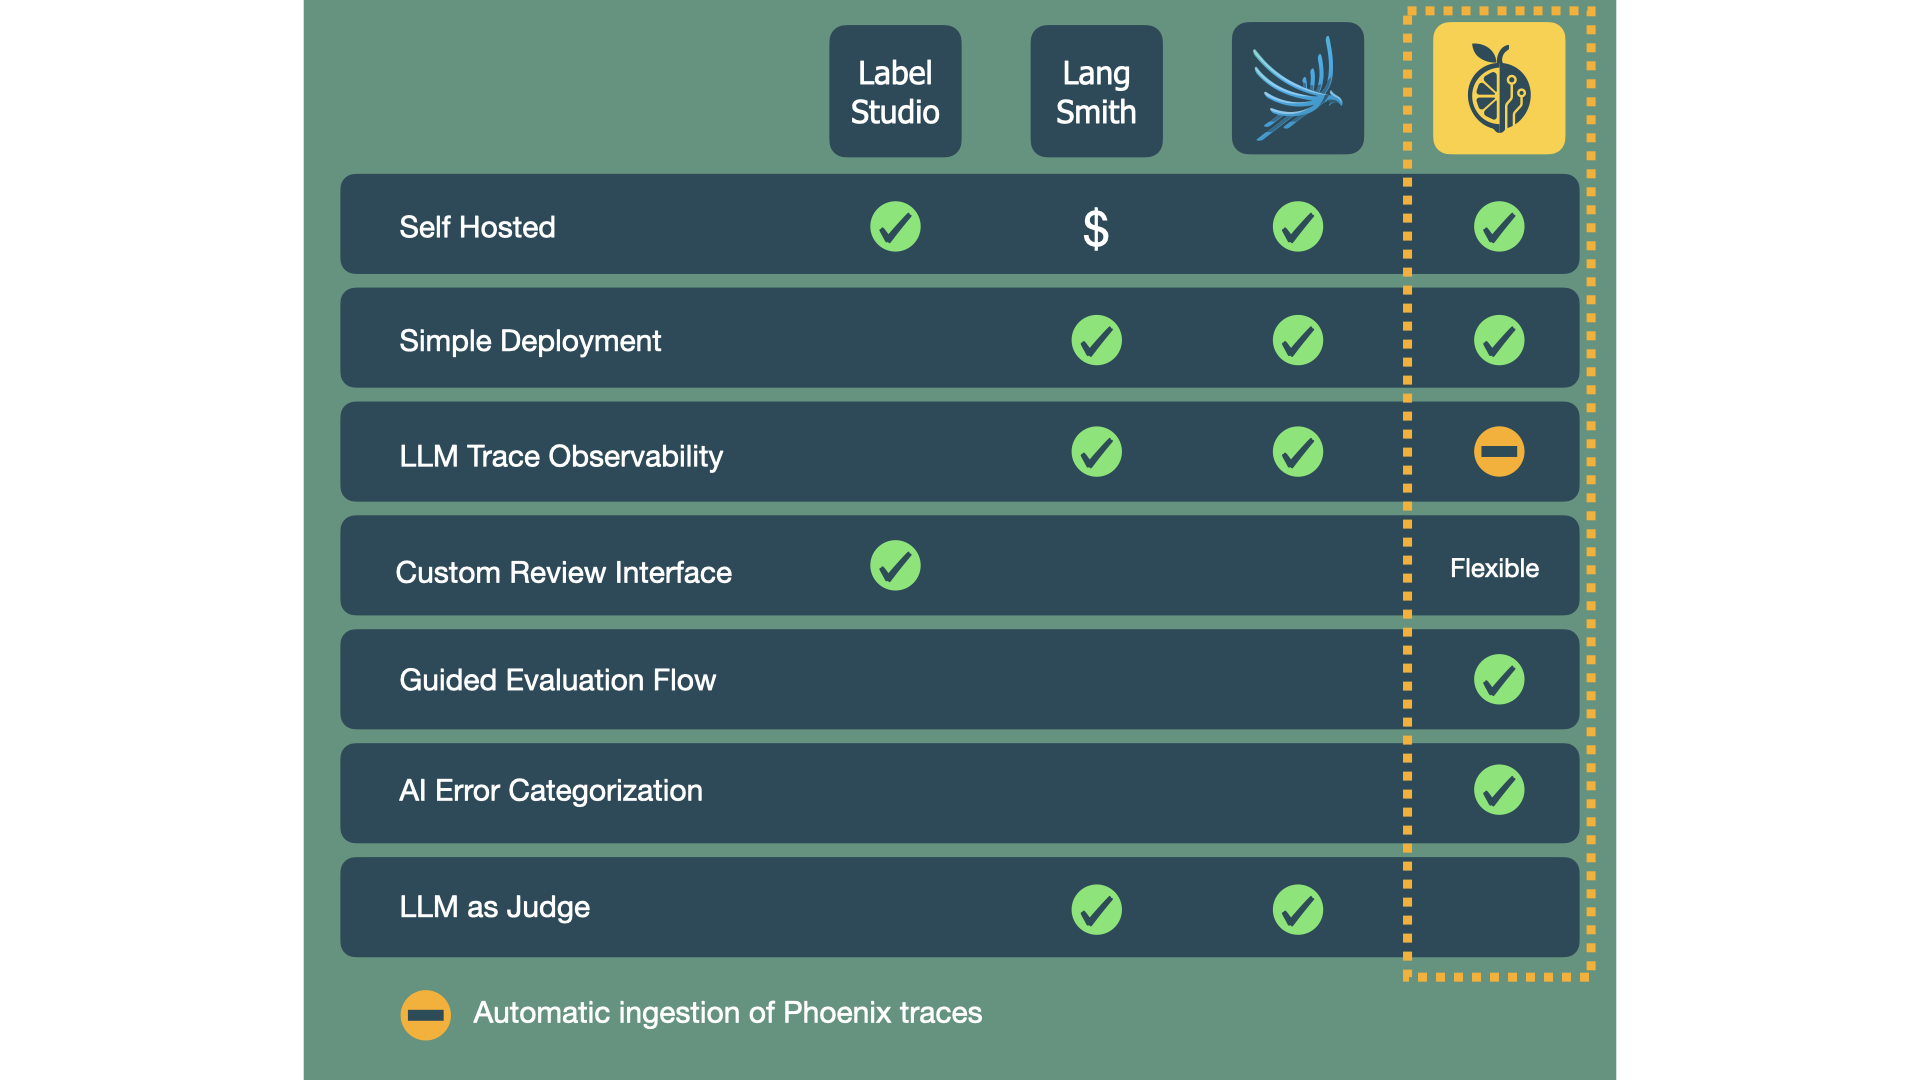 Label
Studio
Lang
Smith
Self Hosted
$
Simple Deployment
LLM Trace Observability
Custom Review Interface
Flexible
Guided Evaluation Flow
AI Error Categorization
LLM as Judge
Automatic ingestion of Phoenix traces